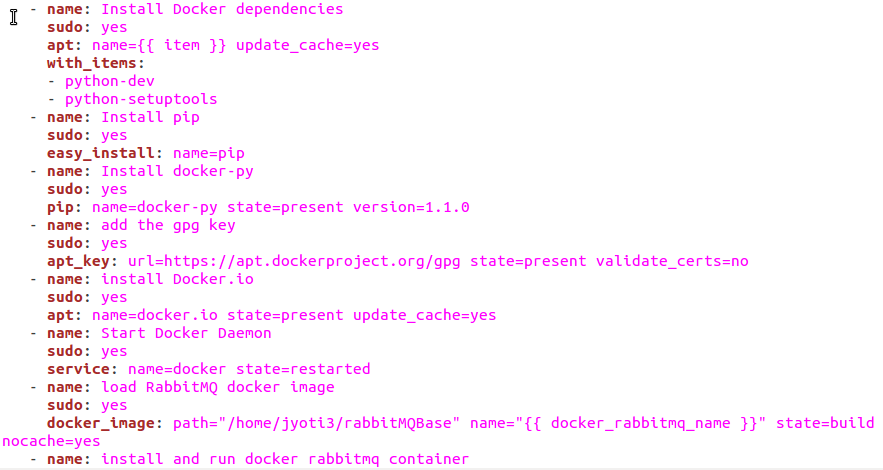 - name: Install Docker dependencies
sudo: yes
apt: name={{ item }} update_cache=yes
with_items:
- python-dev
- python-setuptools
- name: Install pip
sudo: yes
easy_install: name=pip
- name: Install docker-py
sudo: yes
pip: name=docker-py state=present version=1.1.0
- name: add the gpg key
sudo: yes
apt_key: url=https://apt.dockerproject.org/gpg state=present validate_certs=no
- name: install Docker.io
sudo: yes
apt: name=docker.io state=present update_cache=yes
- name: Start Docker Daemon
sudo: yes
service: name=docker state=restarted
- name: load RabbitMQ docker image
sudo: yes
docker_image: path="/home/jyoti3/rabbitMQBase" name="{{ docker_rabbitmq_name }}" state=build
nocache=yes
- name: install and run docker rabbitmq container